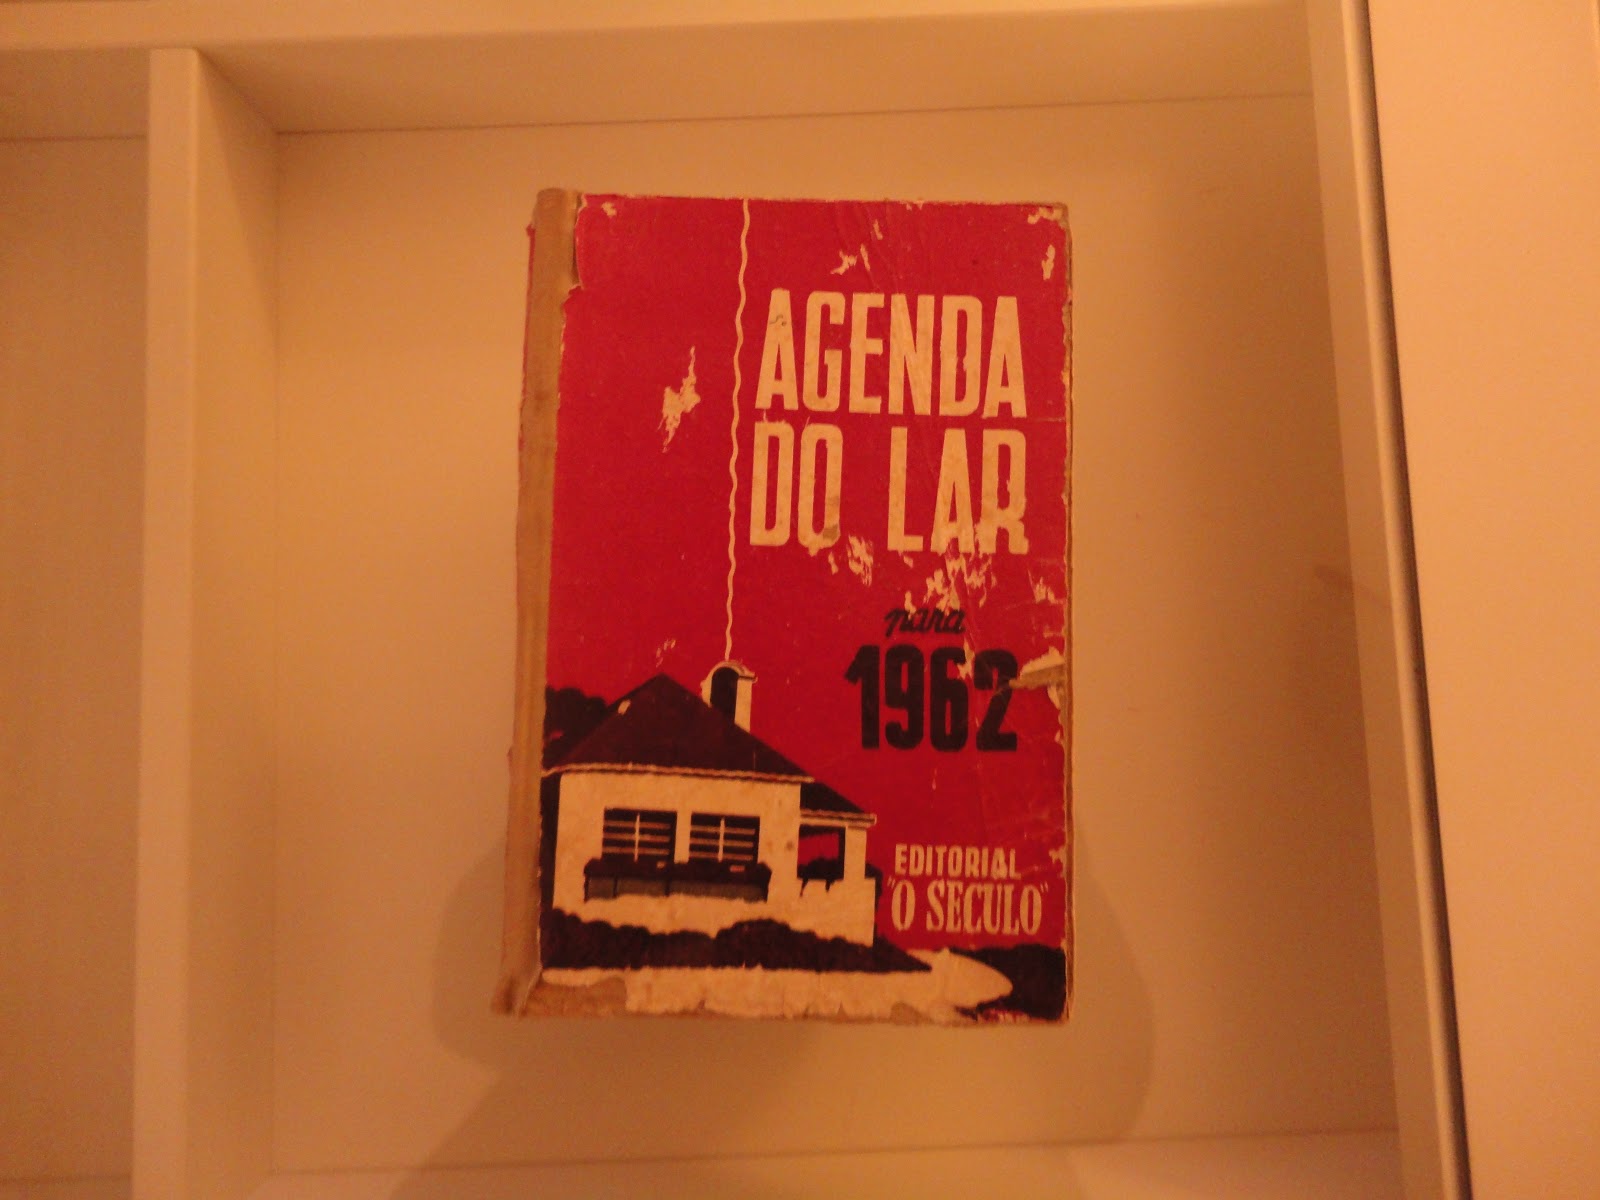 AGENDA
DO LAR
para
1962
EDITORIAL
"O SECULO"